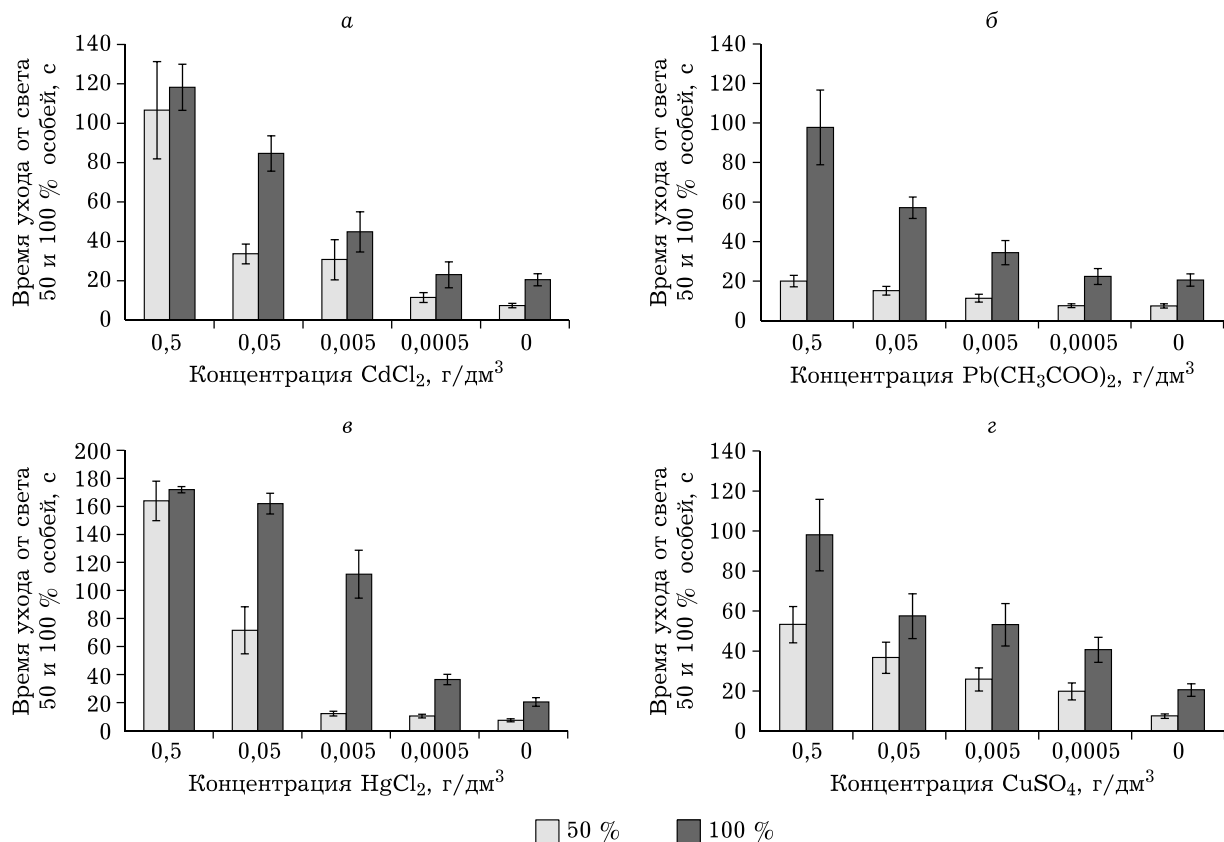 а
Время ухода от света
50 и 100 % особей, с
140
120
100
80
60
40
20
0
0,5 0,05 0,005 0,0005 0
Концентрация CdCl2, г/дм3
б
Время ухода от света
50 и 100 % особей, с
140
120
100
80
60
40
20
0
0,5 0,05 0,005 0,0005 0
Концентрация Pb(CH3COO)2, г/дм3
в
Время ухода от света
50 и 100 % особей, с
200
180
160
140
120
100
80
60
40
20
0
0,5 0,05 0,005 0,0005 0
Концентрация HgCl2, г/дм3
г
Время ухода от света
50 и 100 % особей, с
140
120
100
80
60
40
20
0
0,5 0,05 0,005 0,0005 0
Концентрация CuSO4, г/дм3
50 % 100 %